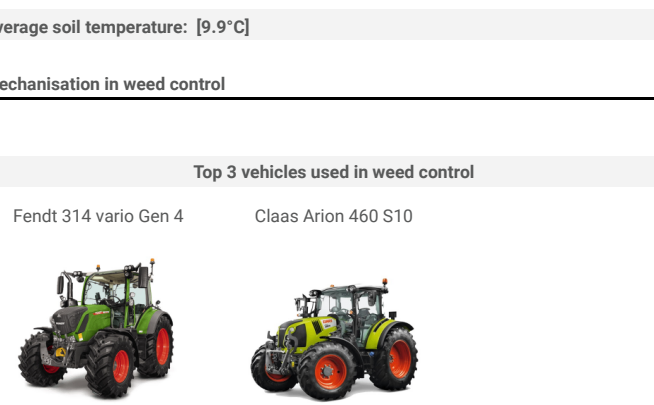 verage soil temperature: [9.9°C]
echanisation in weed control
Top 3 vehicles used in weed control
Fendt 314 vario Gen 4 Claas Arion 460 S10